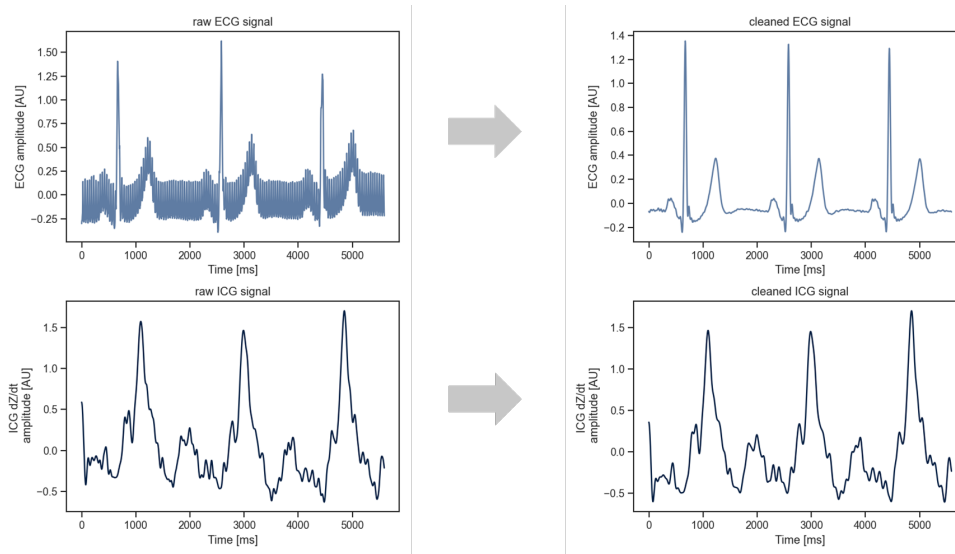 raw ECG signal
1.50
1.25
1.00
0.75
0.50
0.25
0.00
−0.25
ECG amplitude [AU]
0 1000 2000 3000 4000 5000
Time [ms]
cleaned ECG signal
1.4
1.2
1.0
0.8
0.6
0.4
0.2
0.0
−0.2
ECG amplitude [AU]
0 1000 2000 3000 4000 5000
Time [ms]
raw ICG signal
1.5
1.0
0.5
0.0
−0.5
ICG dZ/dt
amplitude [AU]
0 1000 2000 3000 4000 5000
Time [ms]
cleaned ICG signal
1.5
1.0
0.5
0.0
−0.5
ICG dZ/dt
amplitude [AU]
0 1000 2000 3000 4000 5000
Time [ms]